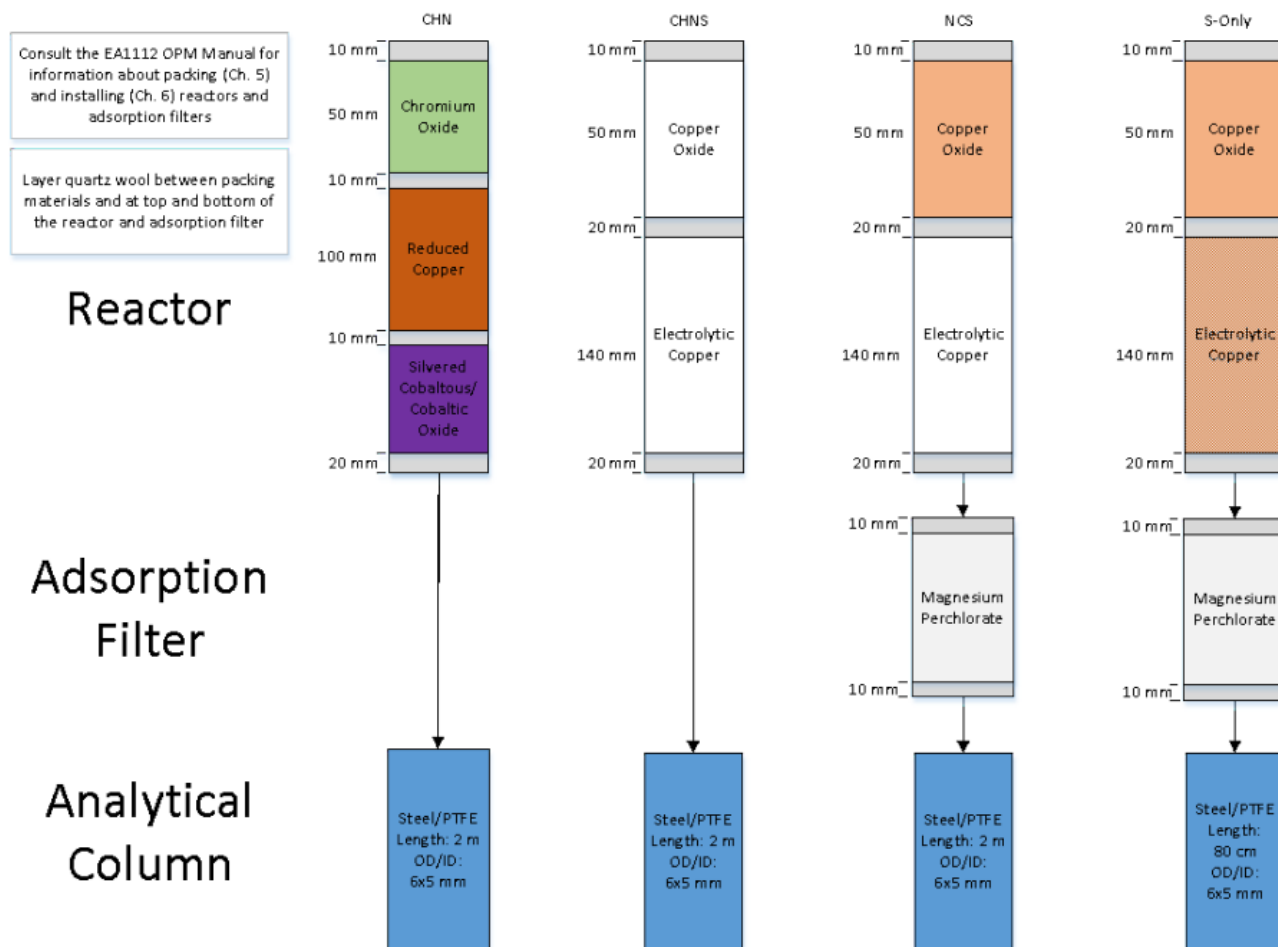 CHN
CHNS
NCS
S-Only
Consult the EA1112 OPM Manual for
information about packing (Ch. 5)
and installing (Ch. 6) reactors and
adsorption filters
Layer quartz wool between packing
materials and at top and bottom of
the reactor and adsorption filter
Reactor
10 mm
50 mm
Chromium
Oxide
10 mm
100 mm
Reduced
Copper
10 mm
Silvered
Cobaltous/
Cobaltic
Oxide
20 mm
10 mm
50 mm
Copper
Oxide
20 mm
140 mm
Electrolytic
Copper
20 mm
10 mm
50 mm
Copper
Oxide
20 mm
140 mm
Electrolytic
Copper
20 mm
10 mm
50 mm
Copper
Oxide
20 mm
140 mm
Electrolytic
Copper
20 mm
Adsorption
Filter
10 mm
Magnesium
Perchlorate
10 mm
10 mm
Magnesium
Perchlorate
10 mm
Analytical
Column
Steel/PTFE
Length: 2 m
OD/ID:
6x5 mm
Steel/PTFE
Length: 2 m
OD/ID:
6x5 mm
Steel/PTFE
Length: 2 m
OD/ID:
6x5 mm
Steel/PTFE
Length:
80 cm
OD/ID:
6x5 mm